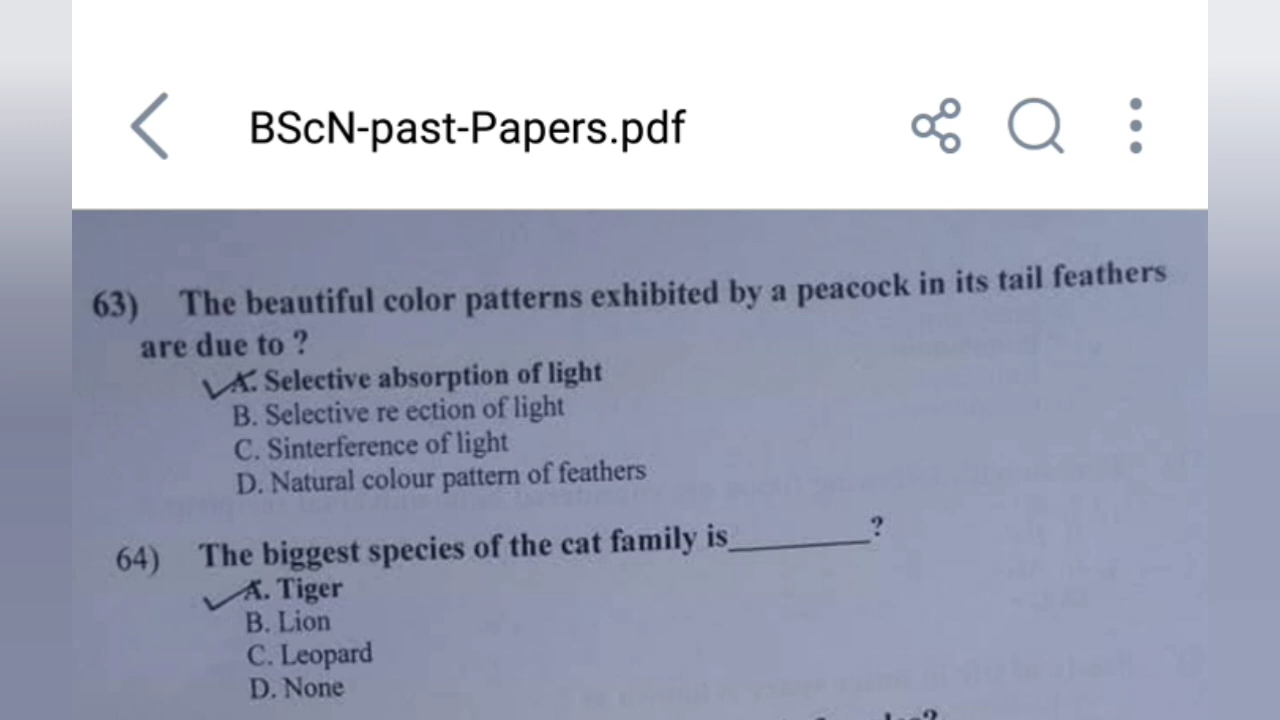 BScN-past-Papers.pdf
63) The beautiful color patterns exhibited by a peacock in its tail feathers
are due to ?
A. Selective absorption of light
B. Selective re ection of light
C. Sinterference of light
D. Natural colour pattern of feathers
64) The biggest species of the cat family is________?
A. Tiger
B. Lion
C. Leopard
D. None